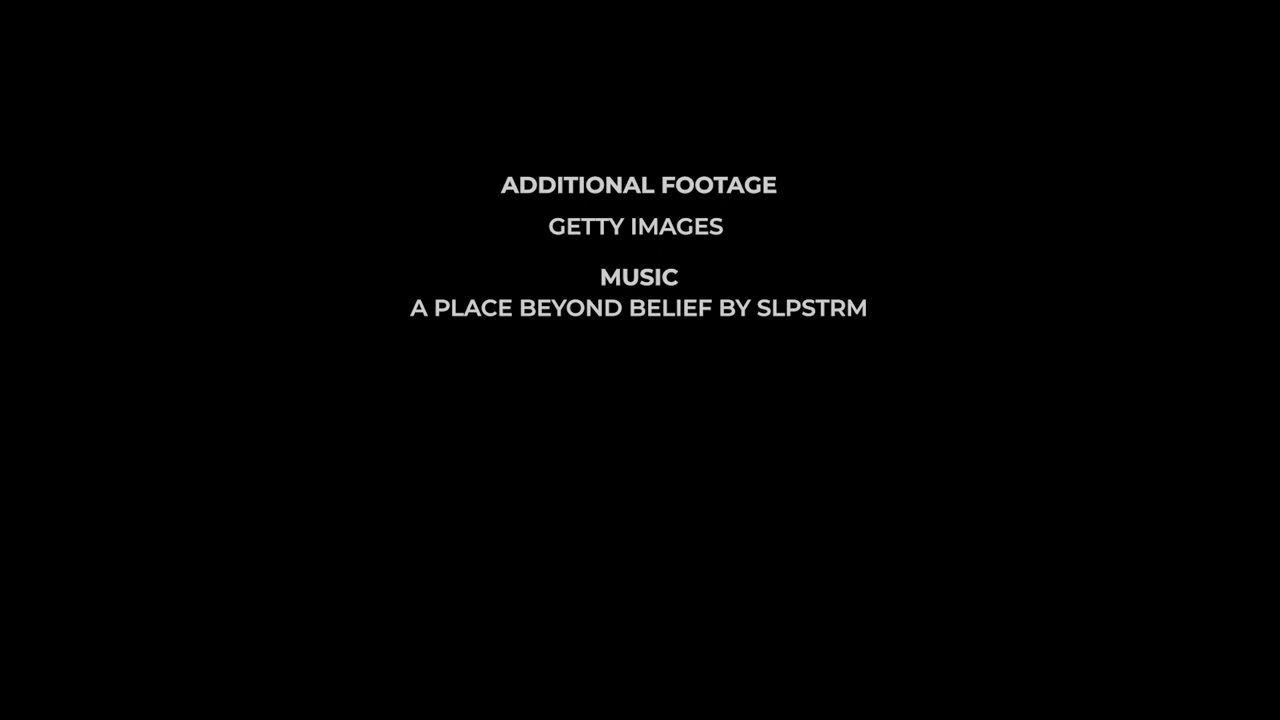 ADDITIONAL FOOTAGE
GETTY IMAGES
MUSIC
A PLACE BEYOND BELIEF BY SLPSTRM